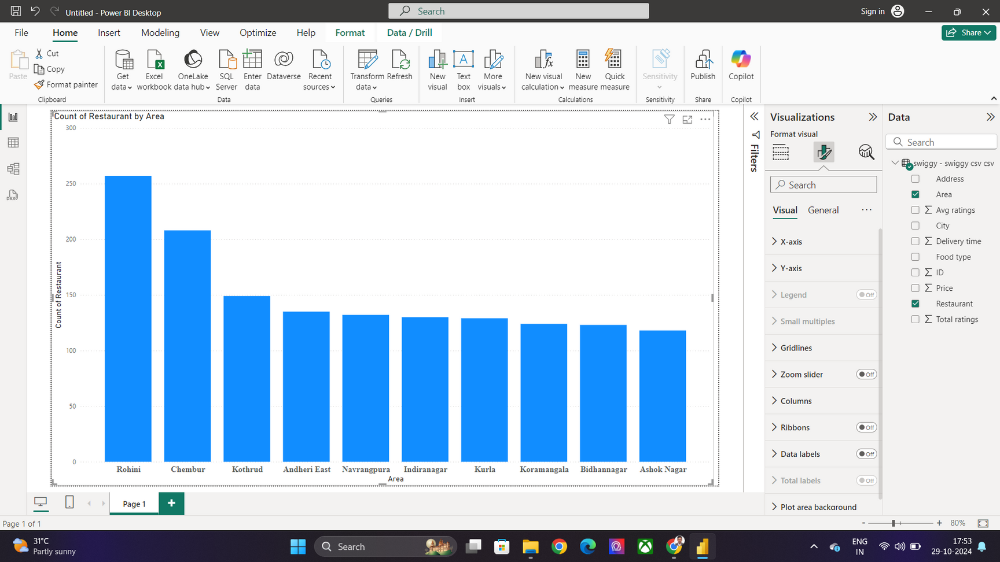 Untitled - Power BI Desktop
Search
Sign in
File
Home
Insert
Modeling
View
Optimize
Help
Format
Data / Drill
Share
Paste
Cut
Copy
Format painter
Clipboard
Get
data
Excel
workbook
OneLake
data hub
SQL
Server
Enter
data
Dataverse
Recent
sources
Data
Transform
data
Refresh
Queries
New
visual
Text
box
More
visuals
Insert
New visual
calculation
New
measure
Quick
measure
Calculations
Sensitivity
Sensitivity
Publish
Share
Copilot
Copilot
DAX
Count of Restaurant by Area
300
250
200
150
100
50
0
Count of Restaurant
Rohini
Chembur
Kothrud
Andheri East
Navrangpura
Indiranagar
Kurla
Koramangala
Bidhannagar
Ashok Nagar
Area
Filters
Visualizations
Format visual
Search
Visual
General
X-axis
Y-axis
Legend
Off
Small multiples
Gridlines
Zoom slider
Off
Columns
Ribbons
Off
Data labels
Off
Total labels
Off
Plot area background
Data
Search
swiggy - swiggy csv csv
Address
Area
Avg ratings
City
Delivery time
Food type
ID
Price
Restaurant
Total ratings
Page 1
Page 1 of 1
80%
31°C
Partly sunny
Search
ENG
IN
17:53
29-10-2024